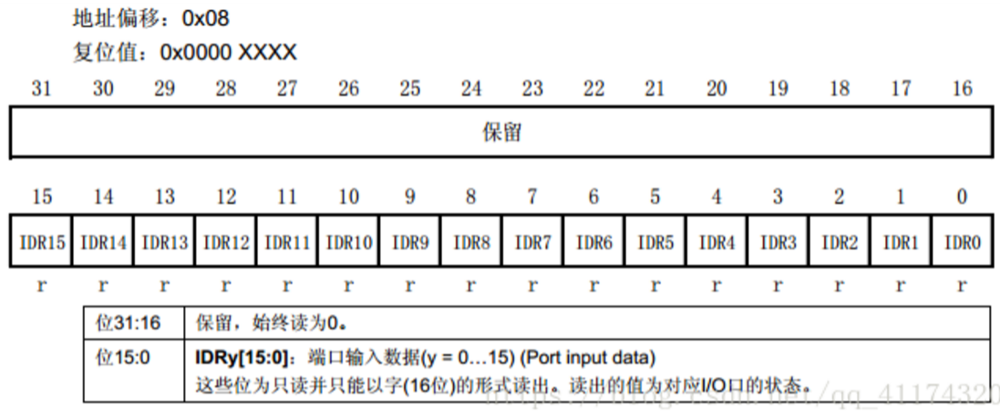 地址偏移：0x08
复位值：0x0000 XXXX
31 30 29 28 27 26 25 24 23 22 21 20 19 18 17 16
保留
15 14 13 12 11 10 9 8 7 6 5 4 3 2 1 0
IDR15 IDR14 IDR13 IDR12 IDR11 IDR10 IDR9 IDR8 IDR7 IDR6 IDR5 IDR4 IDR3 IDR2 IDR1 IDR0
r r r r r r r r r r r r r r r r
位31:16 保留，始终读为0。
位15:0 IDRy[15:0]：端口输入数据(y = 0…15) (Port input data)
这些位为只读并只能以字(16位)的形式读出。读出的值为对应I/O口的状态。
https://blog.csdn.net/qq_41174320